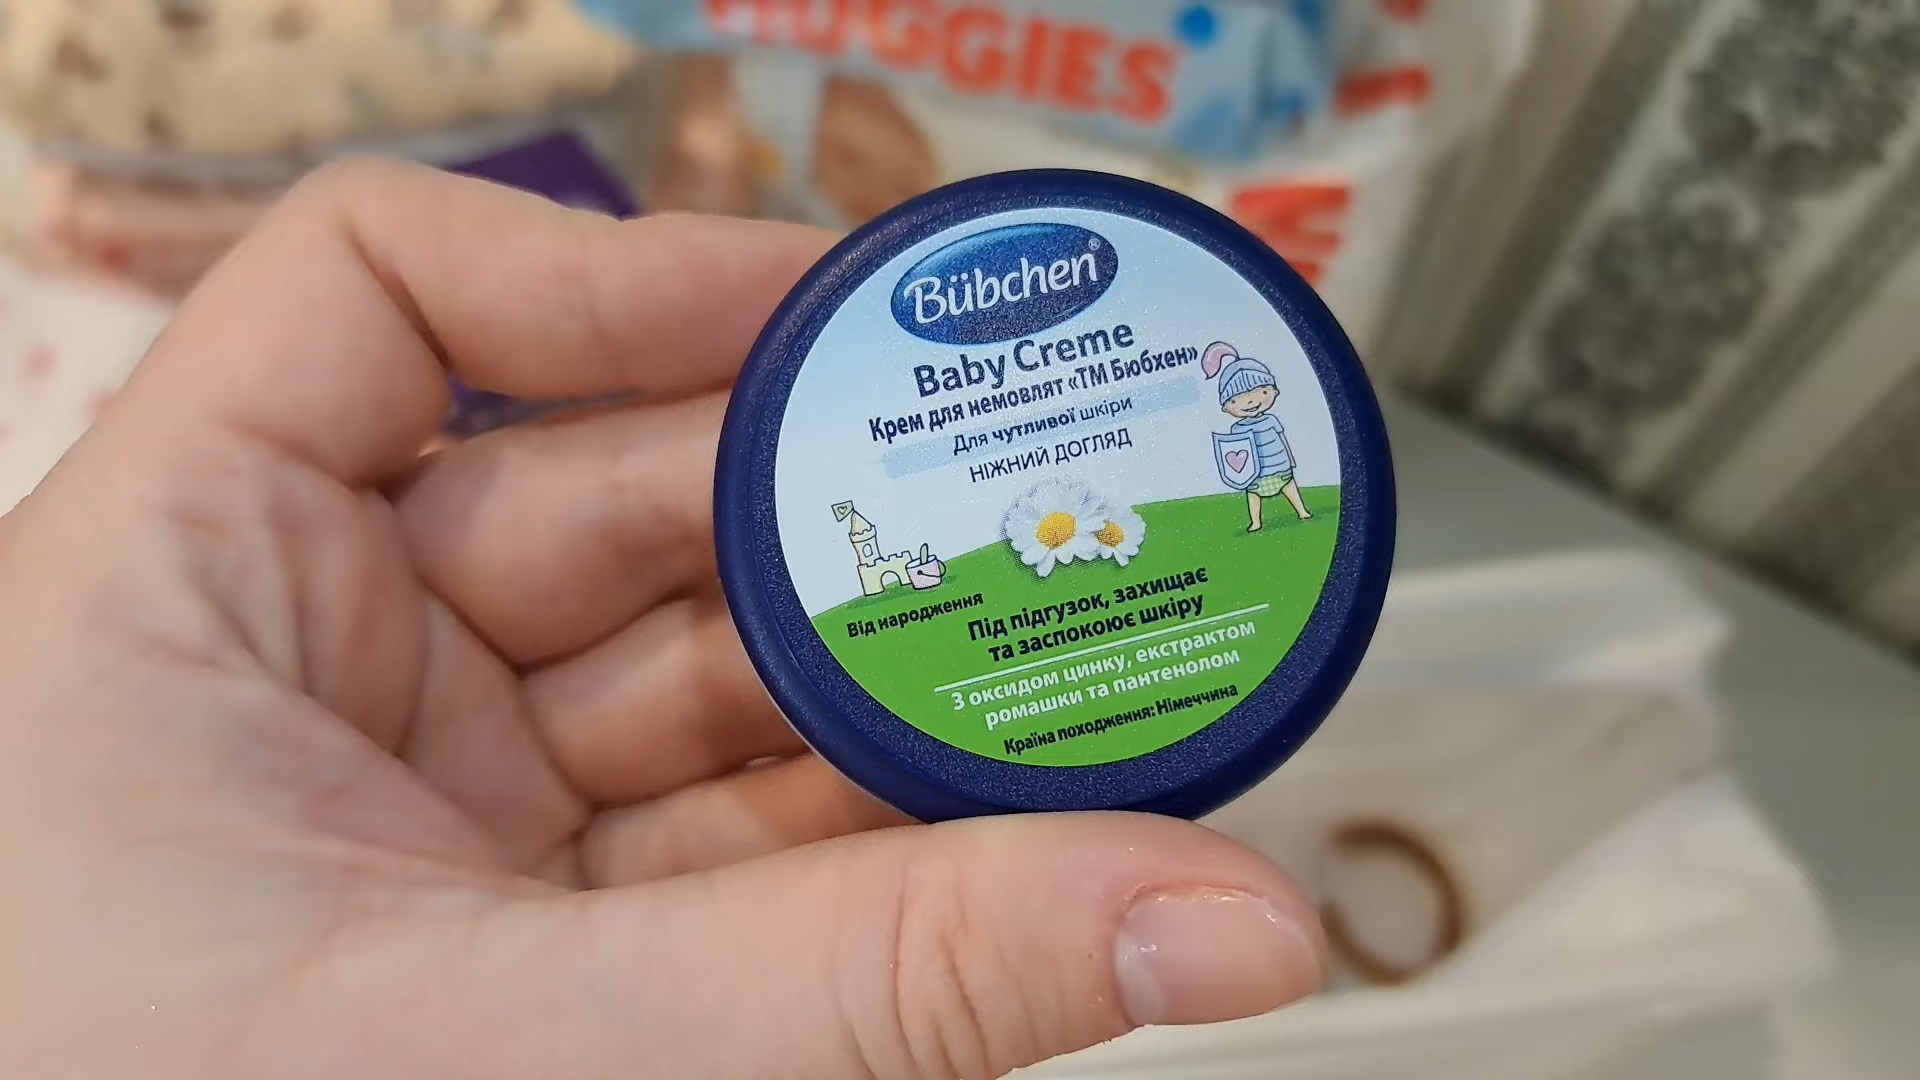 HUGGIES
Bübchen®
Baby Creme
Крем для немовлят «ТМ Бюбхен»
Для чутливої шкіри
НІЖНИЙ ДОГЛЯД
Від народження
Під підгузок, захищає
та заспокоює шкіру
З оксидом цинку, екстрактом
ромашки та пантенолом
Країна походження: Німеччина